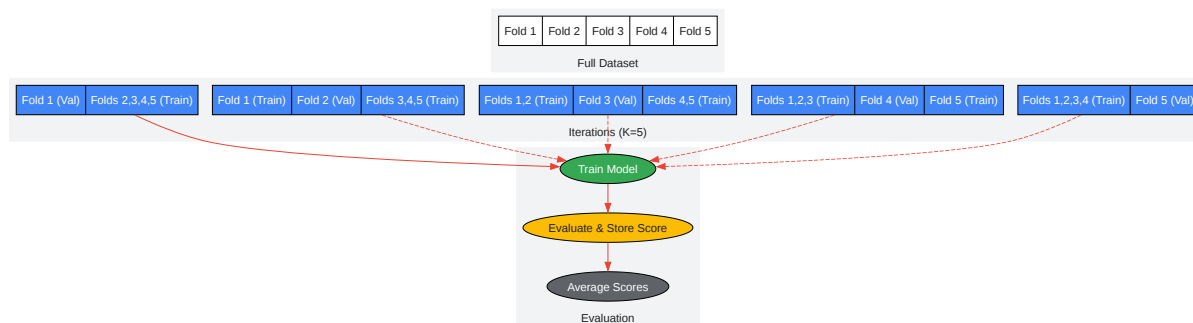 Fold 1 Fold 2 Fold 3 Fold 4 Fold 5
Full Dataset
Fold 1 (Val) Folds 2,3,4,5 (Train) Fold 1 (Train) Fold 2 (Val) Folds 3,4,5 (Train) Folds 1,2 (Train) Fold 3 (Val) Folds 4,5 (Train) Folds 1,2,3 (Train) Fold 4 (Val) Fold 5 (Train) Folds 1,2,3,4 (Train) Fold 5 (Val)
Iterations (K=5)
Train Model
Evaluate & Store Score
Average Scores
Evaluation